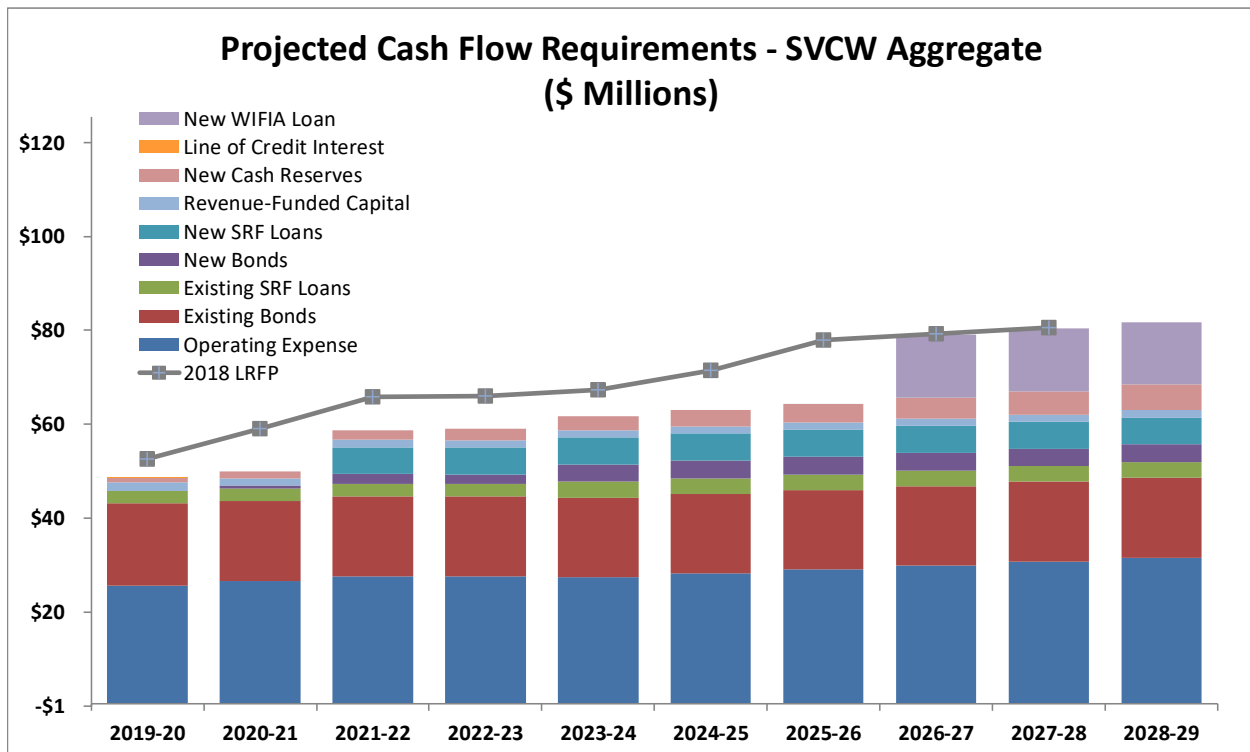 Projected Cash Flow Requirements - SVCW Aggregate
($ Millions)
New WIFIA Loan
Line of Credit Interest
New Cash Reserves
Revenue-Funded Capital
New SRF Loans
New Bonds
Existing SRF Loans
Existing Bonds
Operating Expense
2018 LRFP
$120
$100
$80
$60
$40
$20
-$1
2019-20 2020-21 2021-22 2022-23 2023-24 2024-25 2025-26 2026-27 2027-28 2028-29